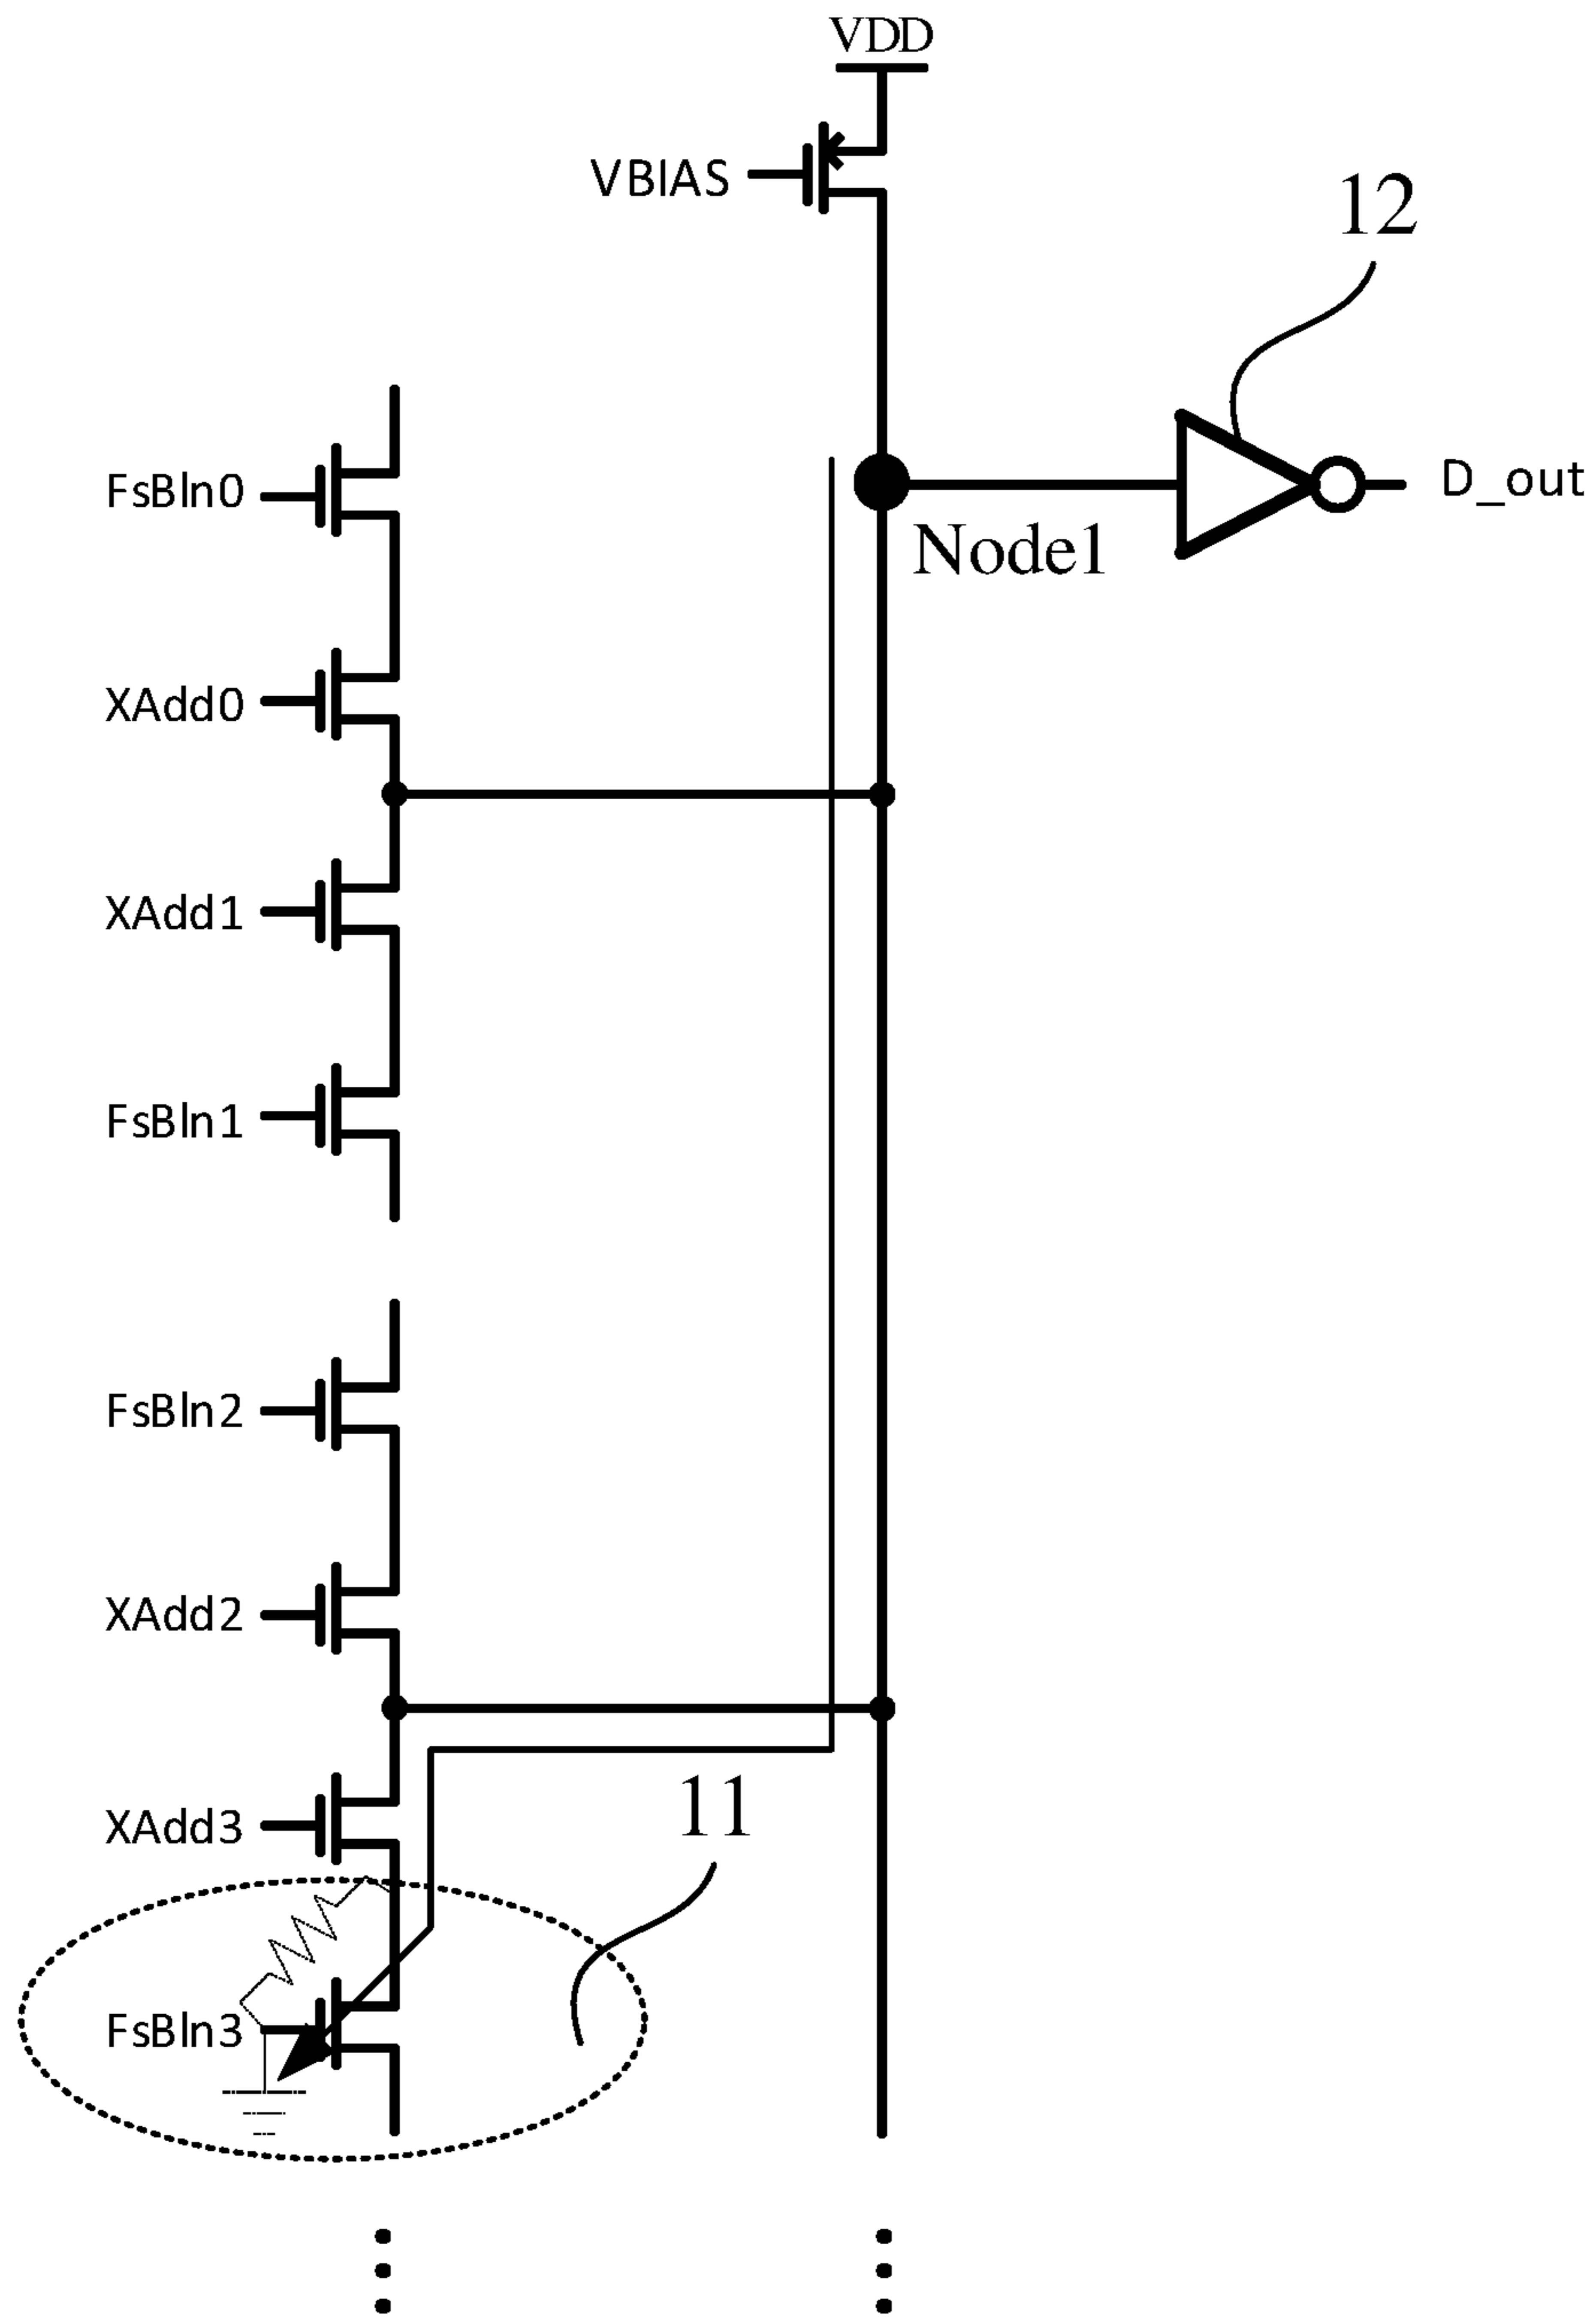 VDD
VBIAS
12
FsBln0
D_out
Node1
XAdd0
XAdd1
FsBln1
FsBln2
XAdd2
11
XAdd3
FsBln3